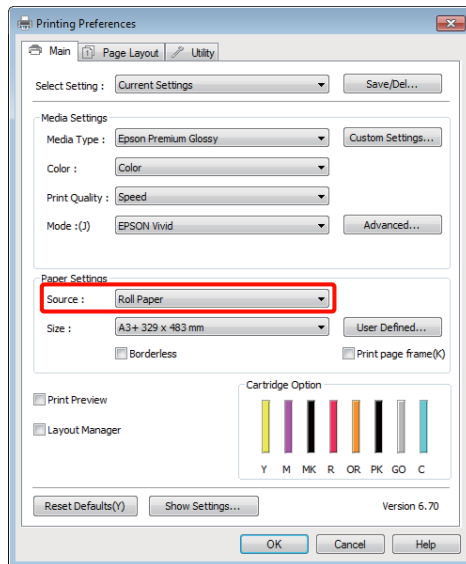 Printing Preferences
Main 1 Page Layout Utility
Select Setting : Current Settings Save/Del...
Media Settings
Media Type : Epson Premium Glossy Custom Settings...
Color : Color
Print Quality : Speed
Mode :(J) EPSON Vivid Advanced...
Paper Settings
Source : Roll Paper
Size : A3+ 329 x 483 mm User Defined...
Borderless Print page frame(K)
Cartridge Option
Print Preview
Layout Manager
Y M MK R OR PK GO C
Reset Defaults(Y) Show Settings... Version 6.70
OK Cancel Help